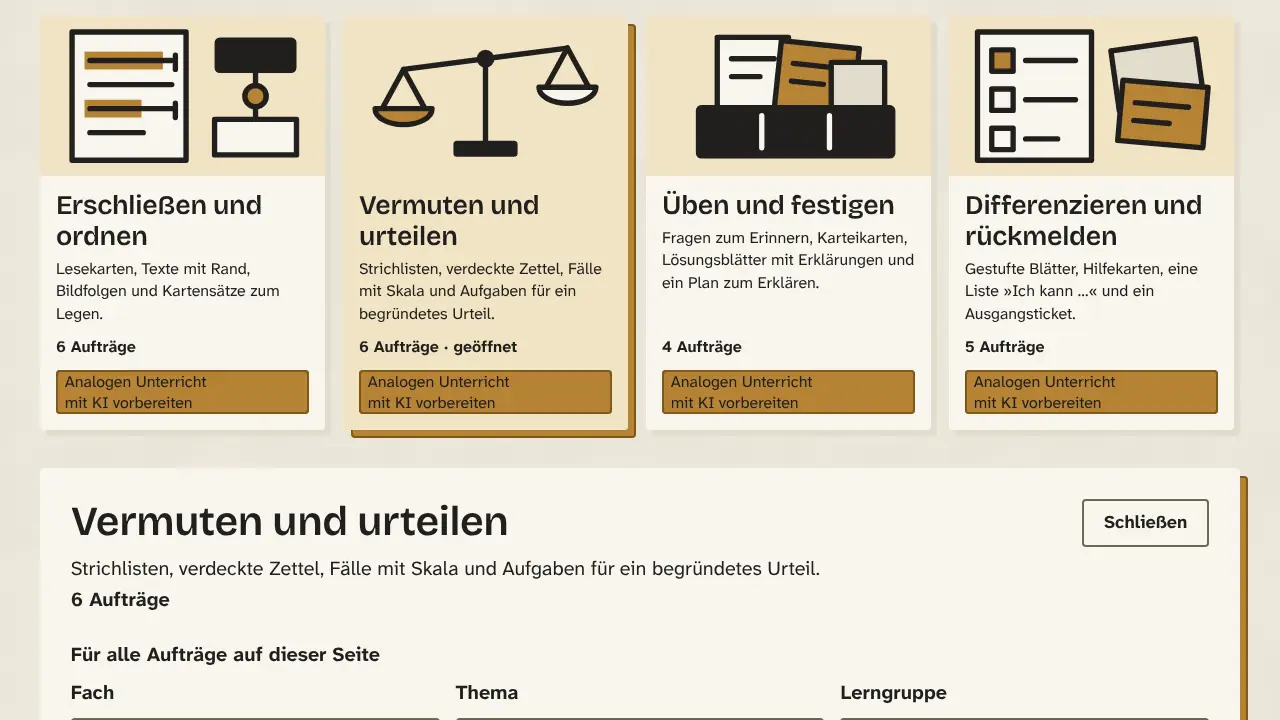 Erschließen und
ordnen
Lesekarten, Texte mit Rand,
Bildfolgen und Kartensätze zum
Legen.
6 Aufträge
Analogen Unterricht
mit KI vorbereiten
Vermuten und
urteilen
Strichlisten, verdeckte Zettel, Fälle
mit Skala und Aufgaben für ein
begründetes Urteil.
6 Aufträge · geöffnet
Analogen Unterricht
mit KI vorbereiten
Üben und festigen
Fragen zum Erinnern, Karteikarten,
Lösungsblätter mit Erklärungen und
ein Plan zum Erklären.
4 Aufträge
Analogen Unterricht
mit KI vorbereiten
Differenzieren und
rückmelden
Gestufte Blätter, Hilfekarten, eine
Liste »Ich kann …« und ein
Ausgangsticket.
5 Aufträge
Analogen Unterricht
mit KI vorbereiten
Vermuten und urteilen
Schließen
Strichlisten, verdeckte Zettel, Fälle mit Skala und Aufgaben für ein begründetes Urteil.
6 Aufträge
Für alle Aufträge auf dieser Seite
Fach
Thema
Lerngruppe